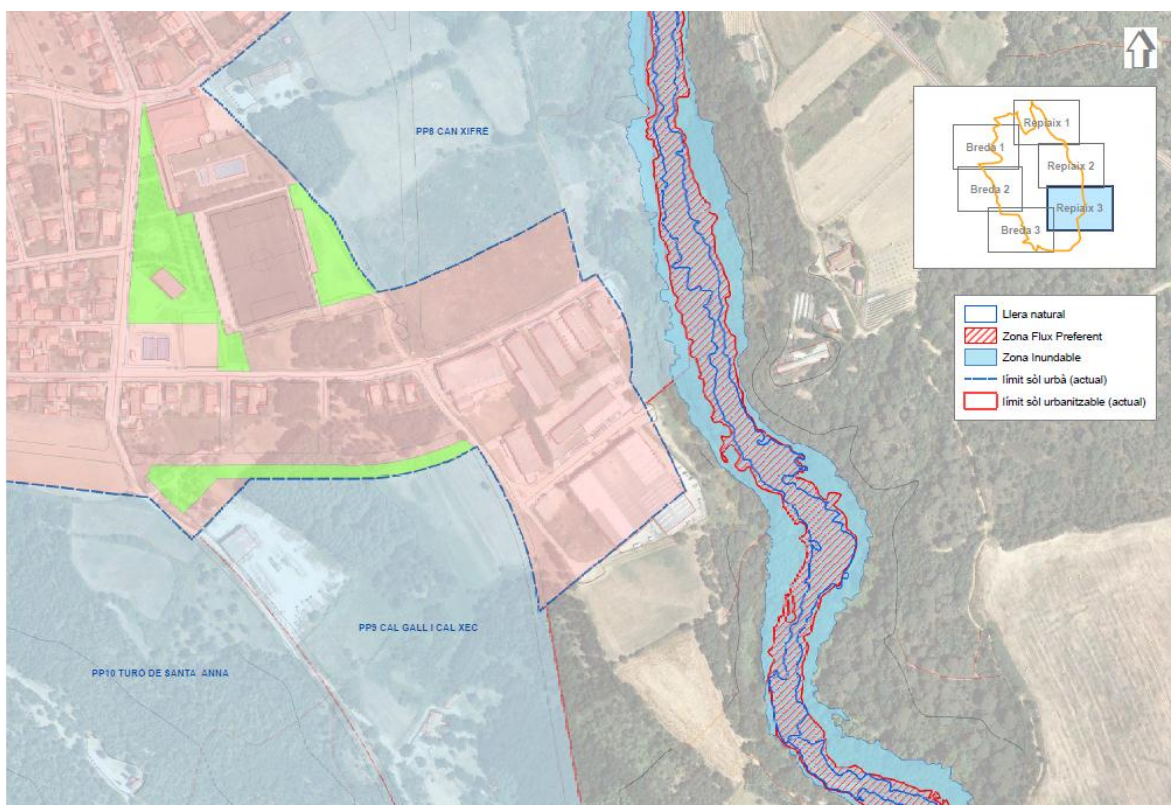 PP8 CAN XIFRÉ
Repiaix 1
Breda 1
Repiaix 2
Breda 2
Repiaix 3
Breda 3
Llera natural
Zona Flux Preferent
Zona Inundable
límit sòl urbà (actual)
límit sòl urbanitzable (actual)
PP9 CAL GALL I CAL XEC
PP10 TURÓ DE SANTA ANNA